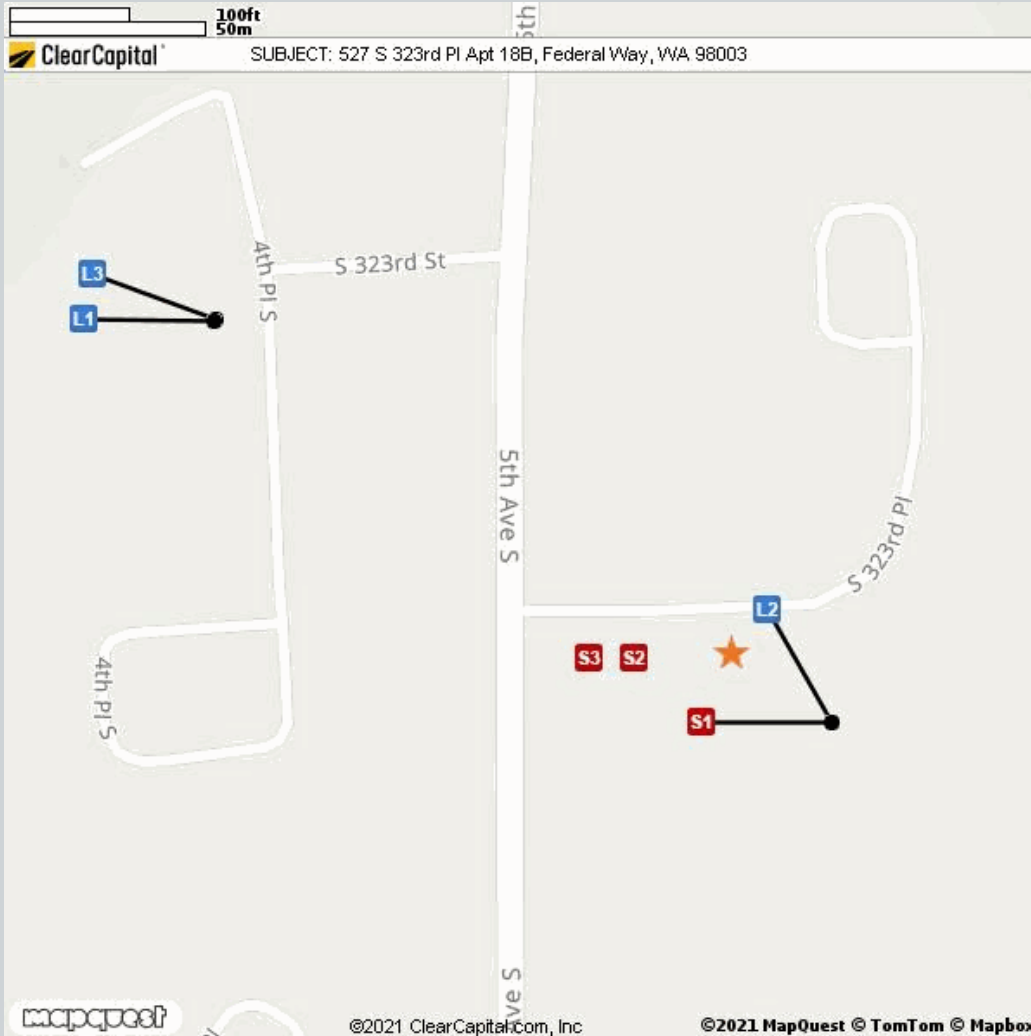 100ft
50m
ClearCapital
SUBJECT: 527 S 323rd Pl Apt 18B, Federal Way, WA 98003
4th Pl S
S 323rd St
L3
L1
5th Ave S
S 323rd Pl
L2
S3
S2
S1
4th Pl S
Ave S
mapquest
©2021 ClearCapital.com, Inc
©2021 MapQuest © TomTom © Mapbox